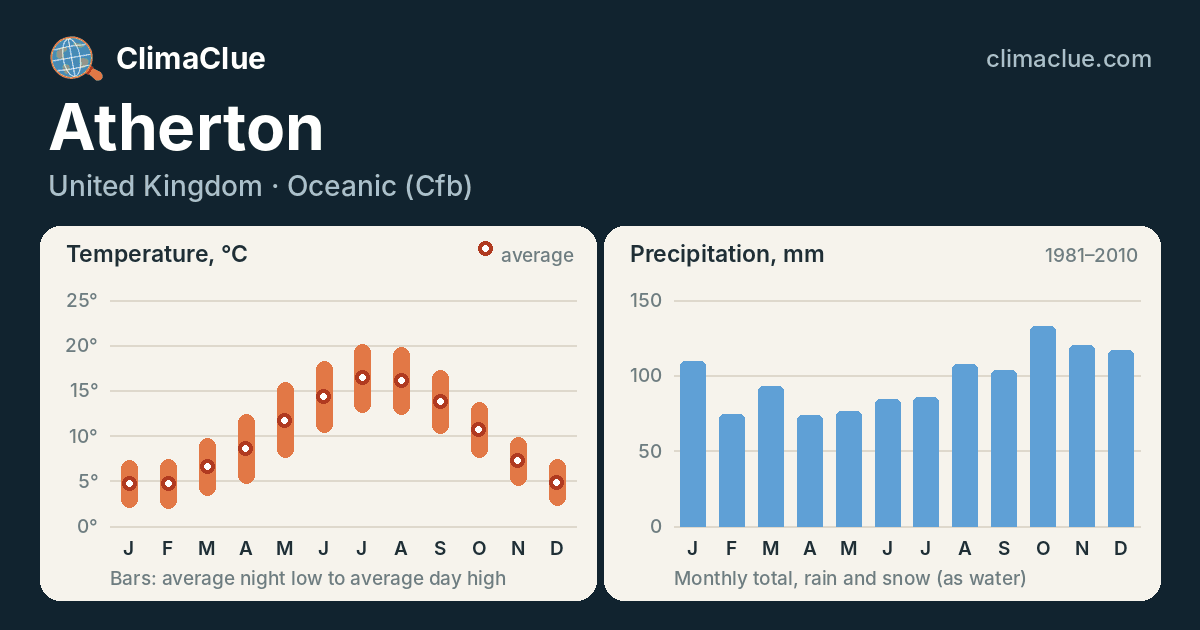 ClimaClue
climaclue.com
Atherton
United Kingdom · Oceanic (Cfb)
Temperature, °C
average
25°
20°
15°
10°
5°
0°
J F M A M J J A S O N D
Bars: average night low to average day high
Precipitation, mm
1981–2010
150
100
50
0
J F M A M J J A S O N D
Monthly total, rain and snow (as water)